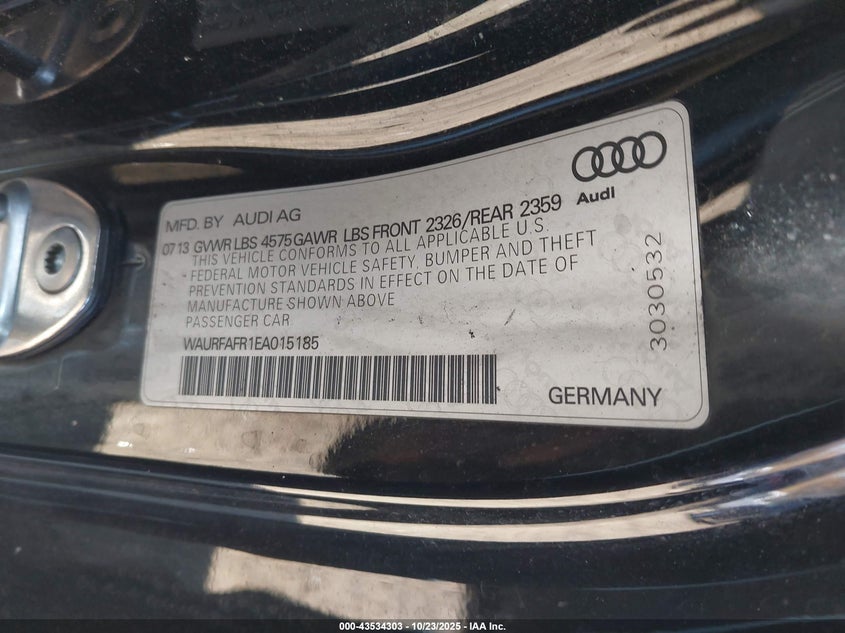 Audi
MFD. BY AUDI AG
07 13 GVWR LBS 4575 GAWR LBS FRONT 2326/REAR 2359
THIS VEHICLE CONFORMS TO ALL APPLICABLE U.S.
FEDERAL MOTOR VEHICLE SAFETY, BUMPER AND THEFT
PREVENTION STANDARDS IN EFFECT ON THE DATE OF
MANUFACTURE SHOWN ABOVE
PASSENGER CAR
WAURFAFR1EA015185
GERMANY
3030532
000-43534303 - 10/23/2025 - IAA Inc.